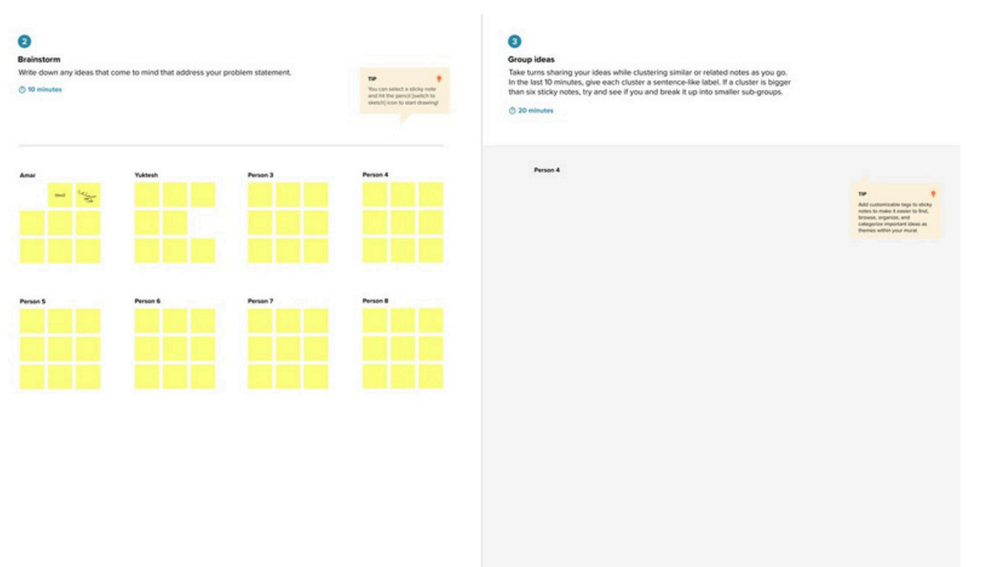 2
Brainstorm
Write down any ideas that come to mind that address your problem statement.
10 minutes
TIP
You can select a sticky note
and hit the pencil [switch to
sketch] icon to start drawing!
Amar
Yuktesh
Person 3
Person 4
Person 5
Person 6
Person 7
Person 8
3
Group ideas
Take turns sharing your ideas while clustering similar or related notes as you go.
In the last 10 minutes, give each cluster a sentence-like label. If a cluster is bigger
than six sticky notes, try and see if you and break it up into smaller sub-groups.
20 minutes
Person 4
TIP
Add customizable tags to sticky
notes to make it easier to find,
browse, organize, and
categorize important ideas as
themes within your mural.